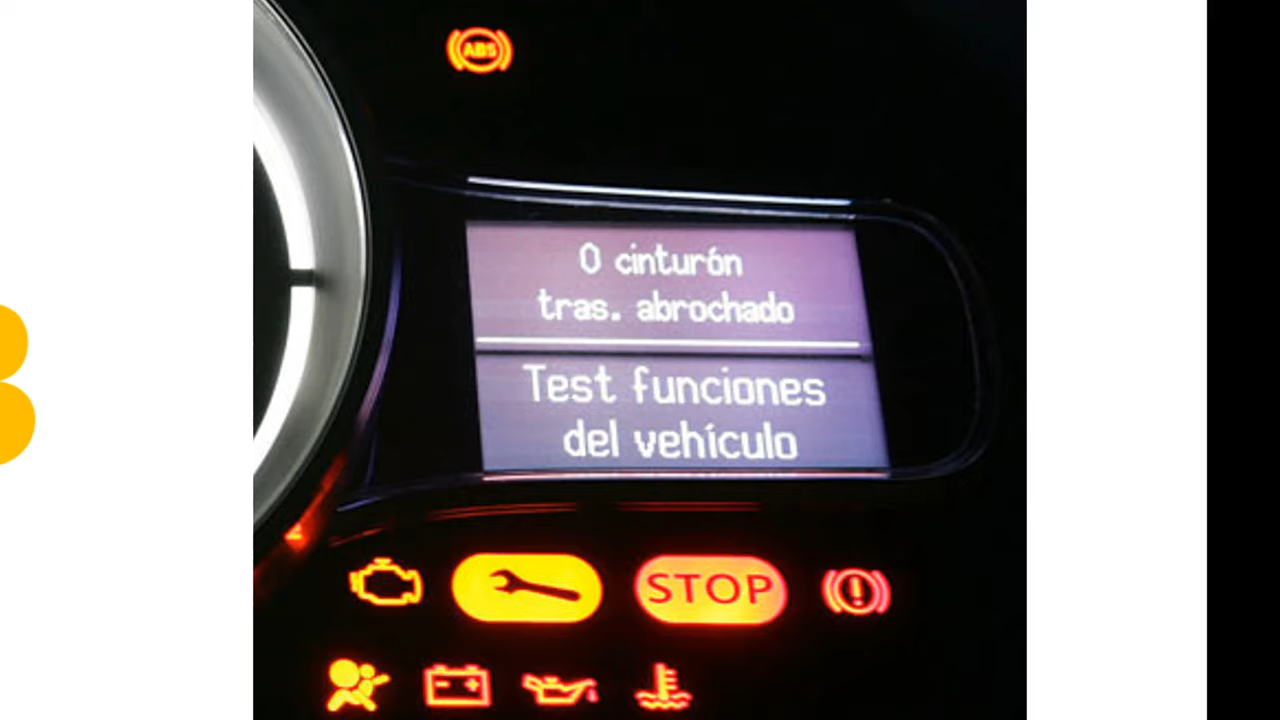 ABS
0 cinturón
tras. abrochado
Test funciones
del vehículo
STOP